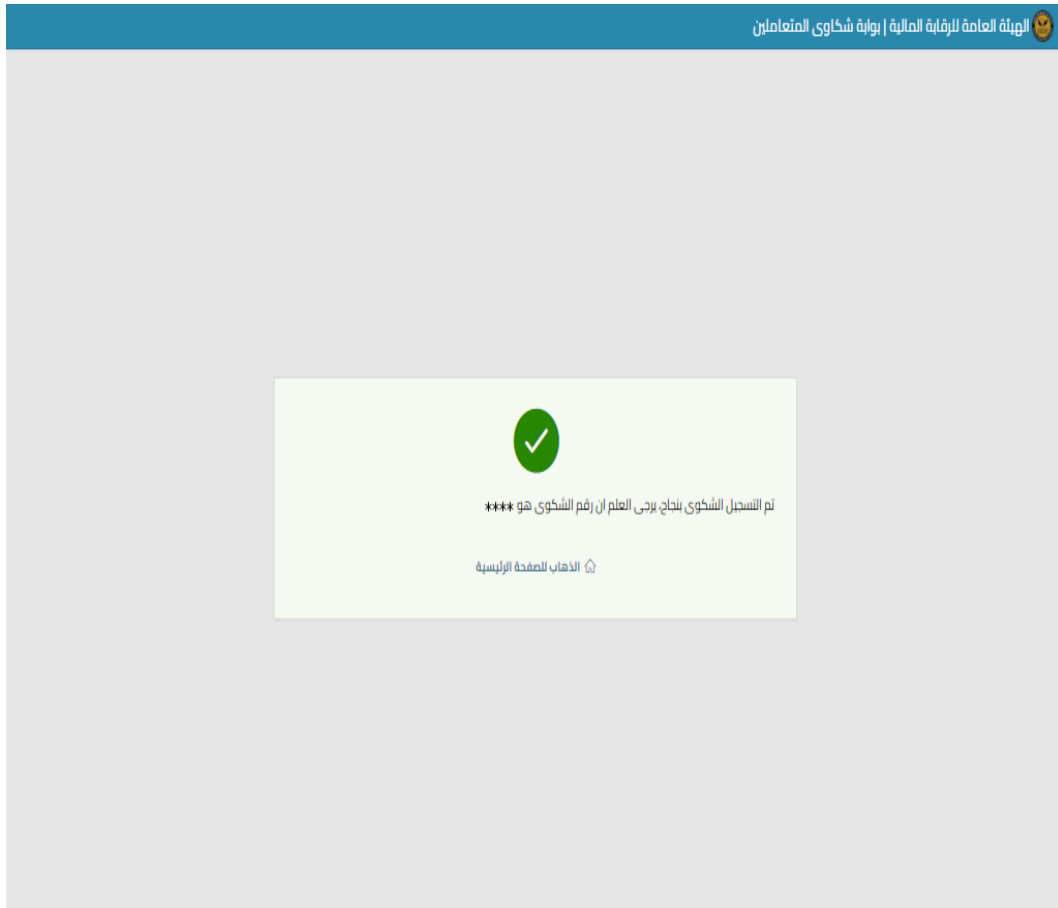 الهيئة العامة للرقابة المالية | بوابة شكاوى المتعاملين
تم التسجيل الشكوى بنجاح، يرجى العلم ان رقم الشكوى هو ****
الذهاب للصفحة الرئيسية